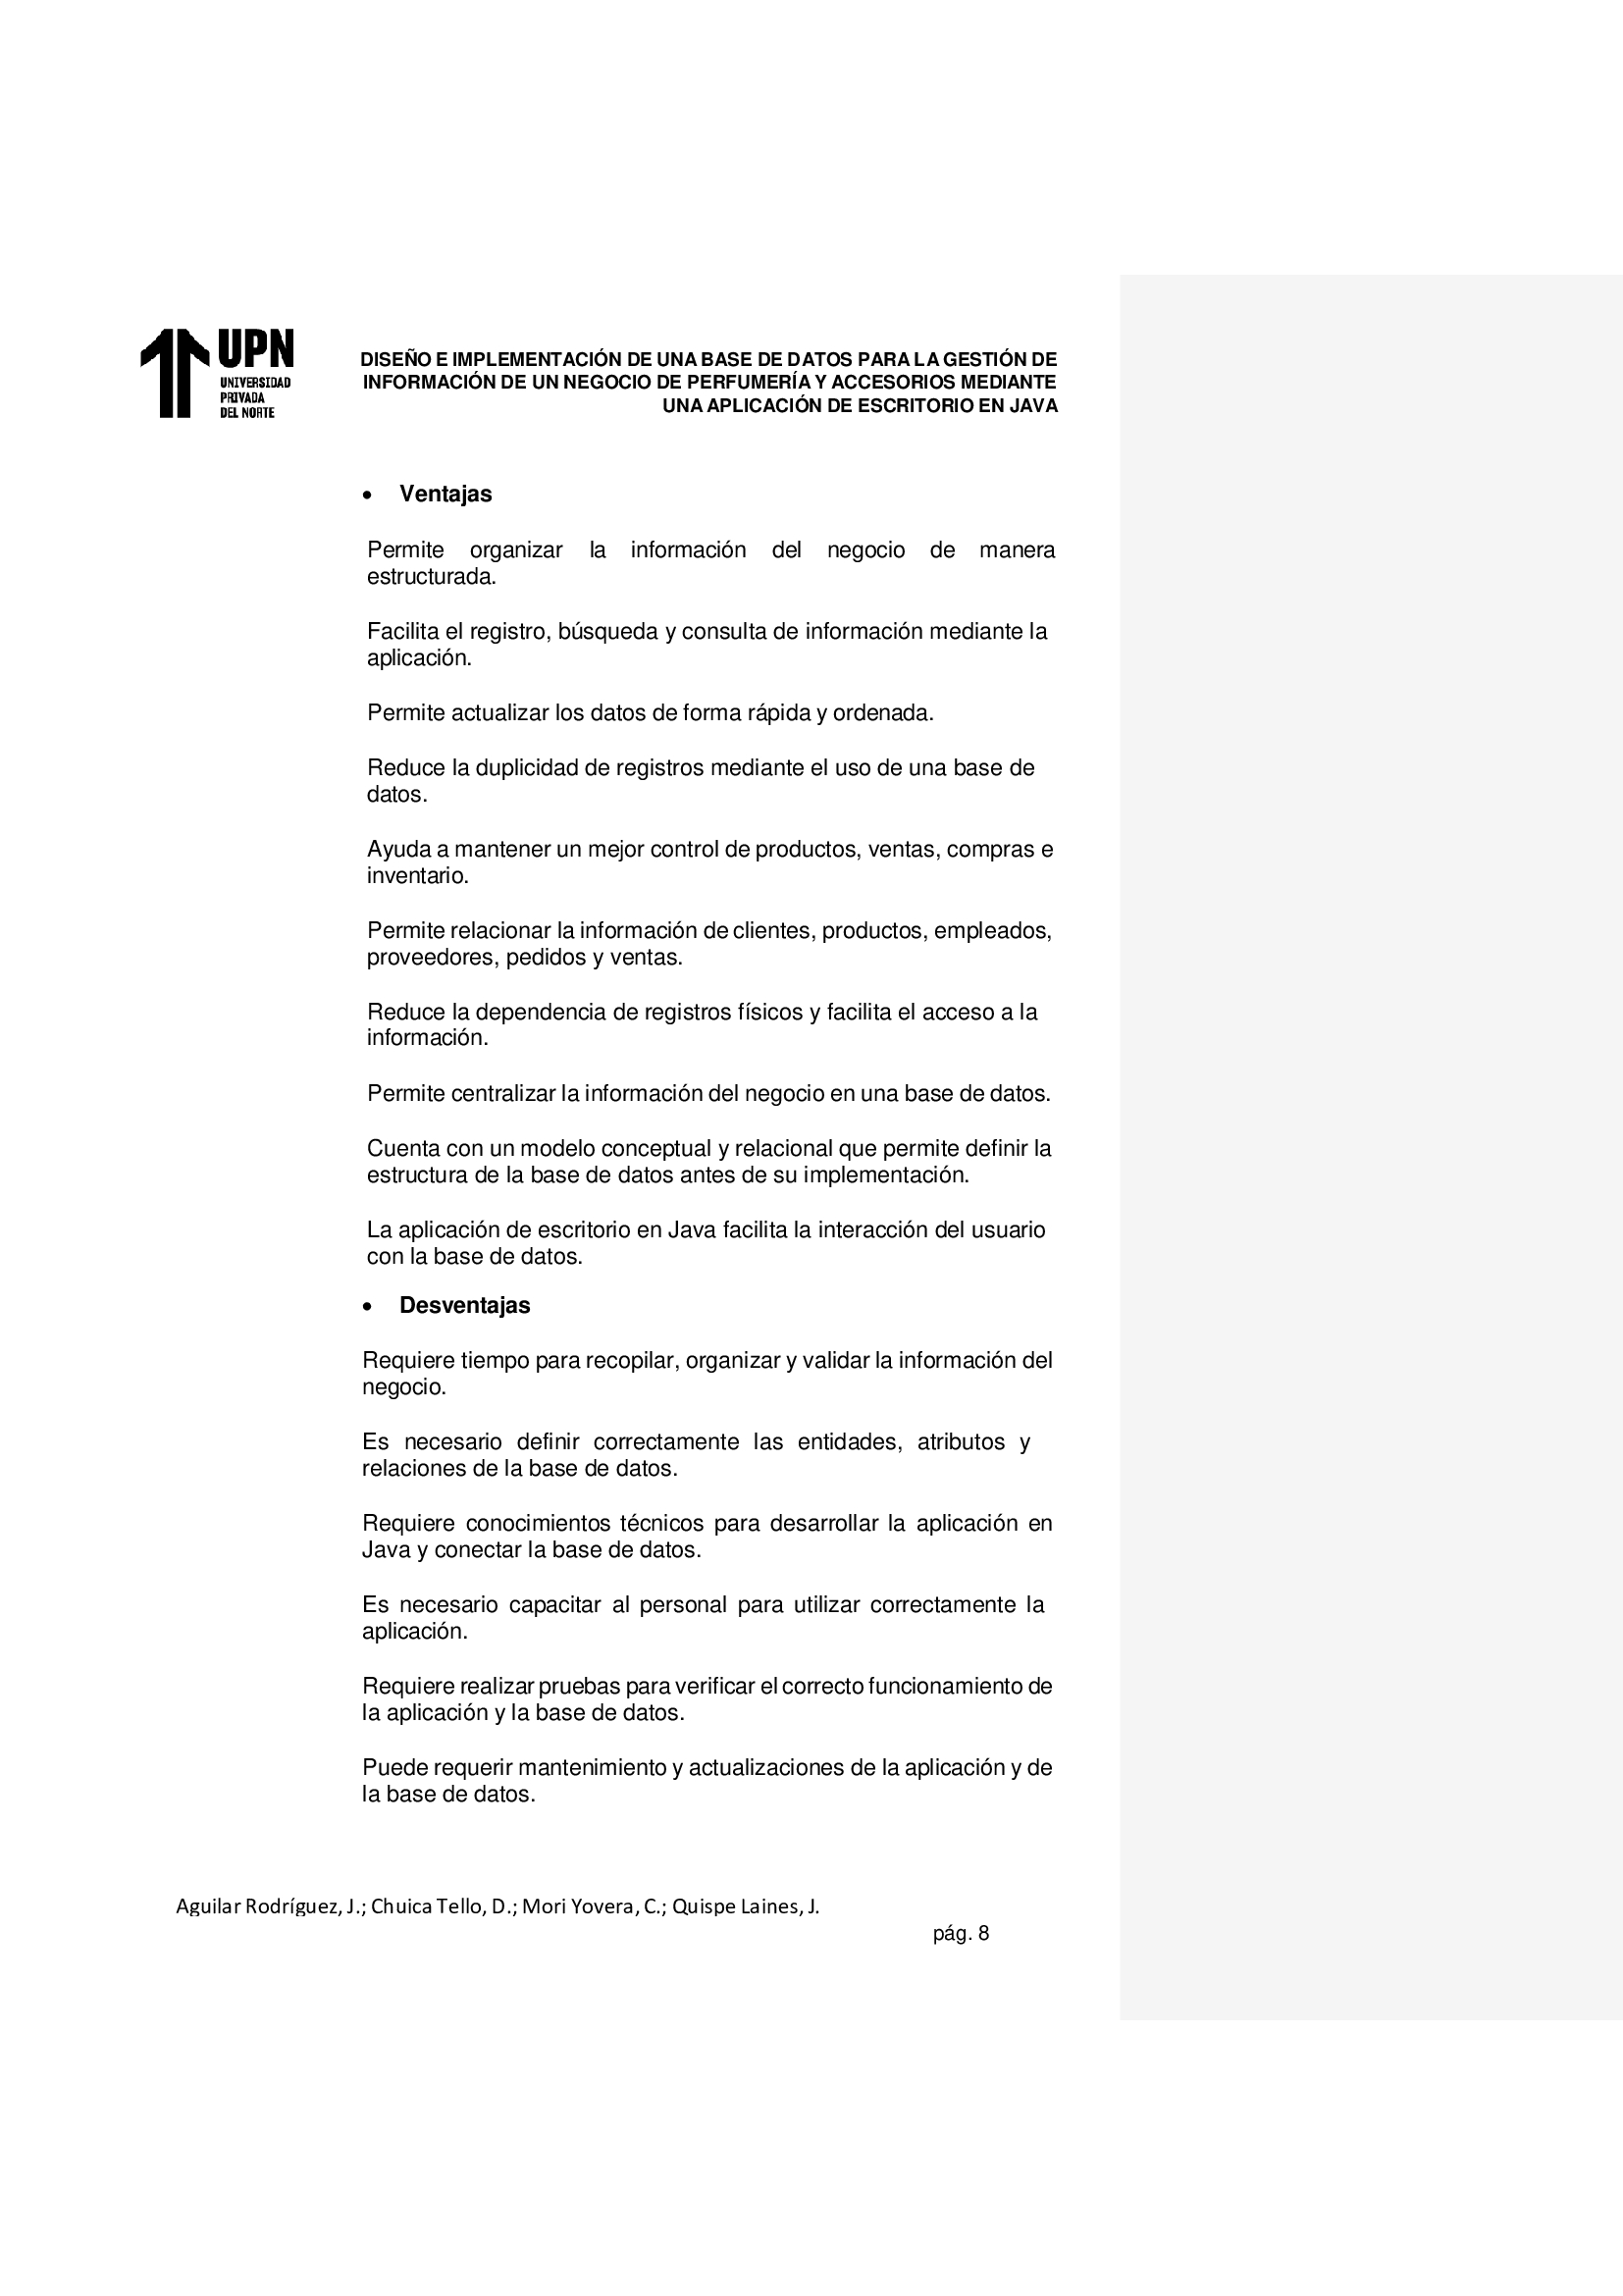 UPN
UNIVERSIDAD
PRIVADA
DEL NORTE
DISEÑO E IMPLEMENTACIÓN DE UNA BASE DE DATOS PARA LA GESTIÓN DE
INFORMACIÓN DE UN NEGOCIO DE PERFUMERÍA Y ACCESORIOS MEDIANTE
UNA APLICACIÓN DE ESCRITORIO EN JAVA
• Ventajas
Permite organizar la información del negocio de manera
estructurada.
Facilita el registro, búsqueda y consulta de información mediante la
aplicación.
Permite actualizar los datos de forma rápida y ordenada.
Reduce la duplicidad de registros mediante el uso de una base de
datos.
Ayuda a mantener un mejor control de productos, ventas, compras e
inventario.
Permite relacionar la información de clientes, productos, empleados,
proveedores, pedidos y ventas.
Reduce la dependencia de registros físicos y facilita el acceso a la
información.
Permite centralizar la información del negocio en una base de datos.
Cuenta con un modelo conceptual y relacional que permite definir la
estructura de la base de datos antes de su implementación.
La aplicación de escritorio en Java facilita la interacción del usuario
con la base de datos.
• Desventajas
Requiere tiempo para recopilar, organizar y validar la información del
negocio.
Es necesario definir correctamente las entidades, atributos y
relaciones de la base de datos.
Requiere conocimientos técnicos para desarrollar la aplicación en
Java y conectar la base de datos.
Es necesario capacitar al personal para utilizar correctamente la
aplicación.
Requiere realizar pruebas para verificar el correcto funcionamiento de
la aplicación y la base de datos.
Puede requerir mantenimiento y actualizaciones de la aplicación y de
la base de datos.
Aguilar Rodríguez, J.; Chuica Tello, D.; Mori Yovera, C.; Quispe Laines, J.
pág. 8